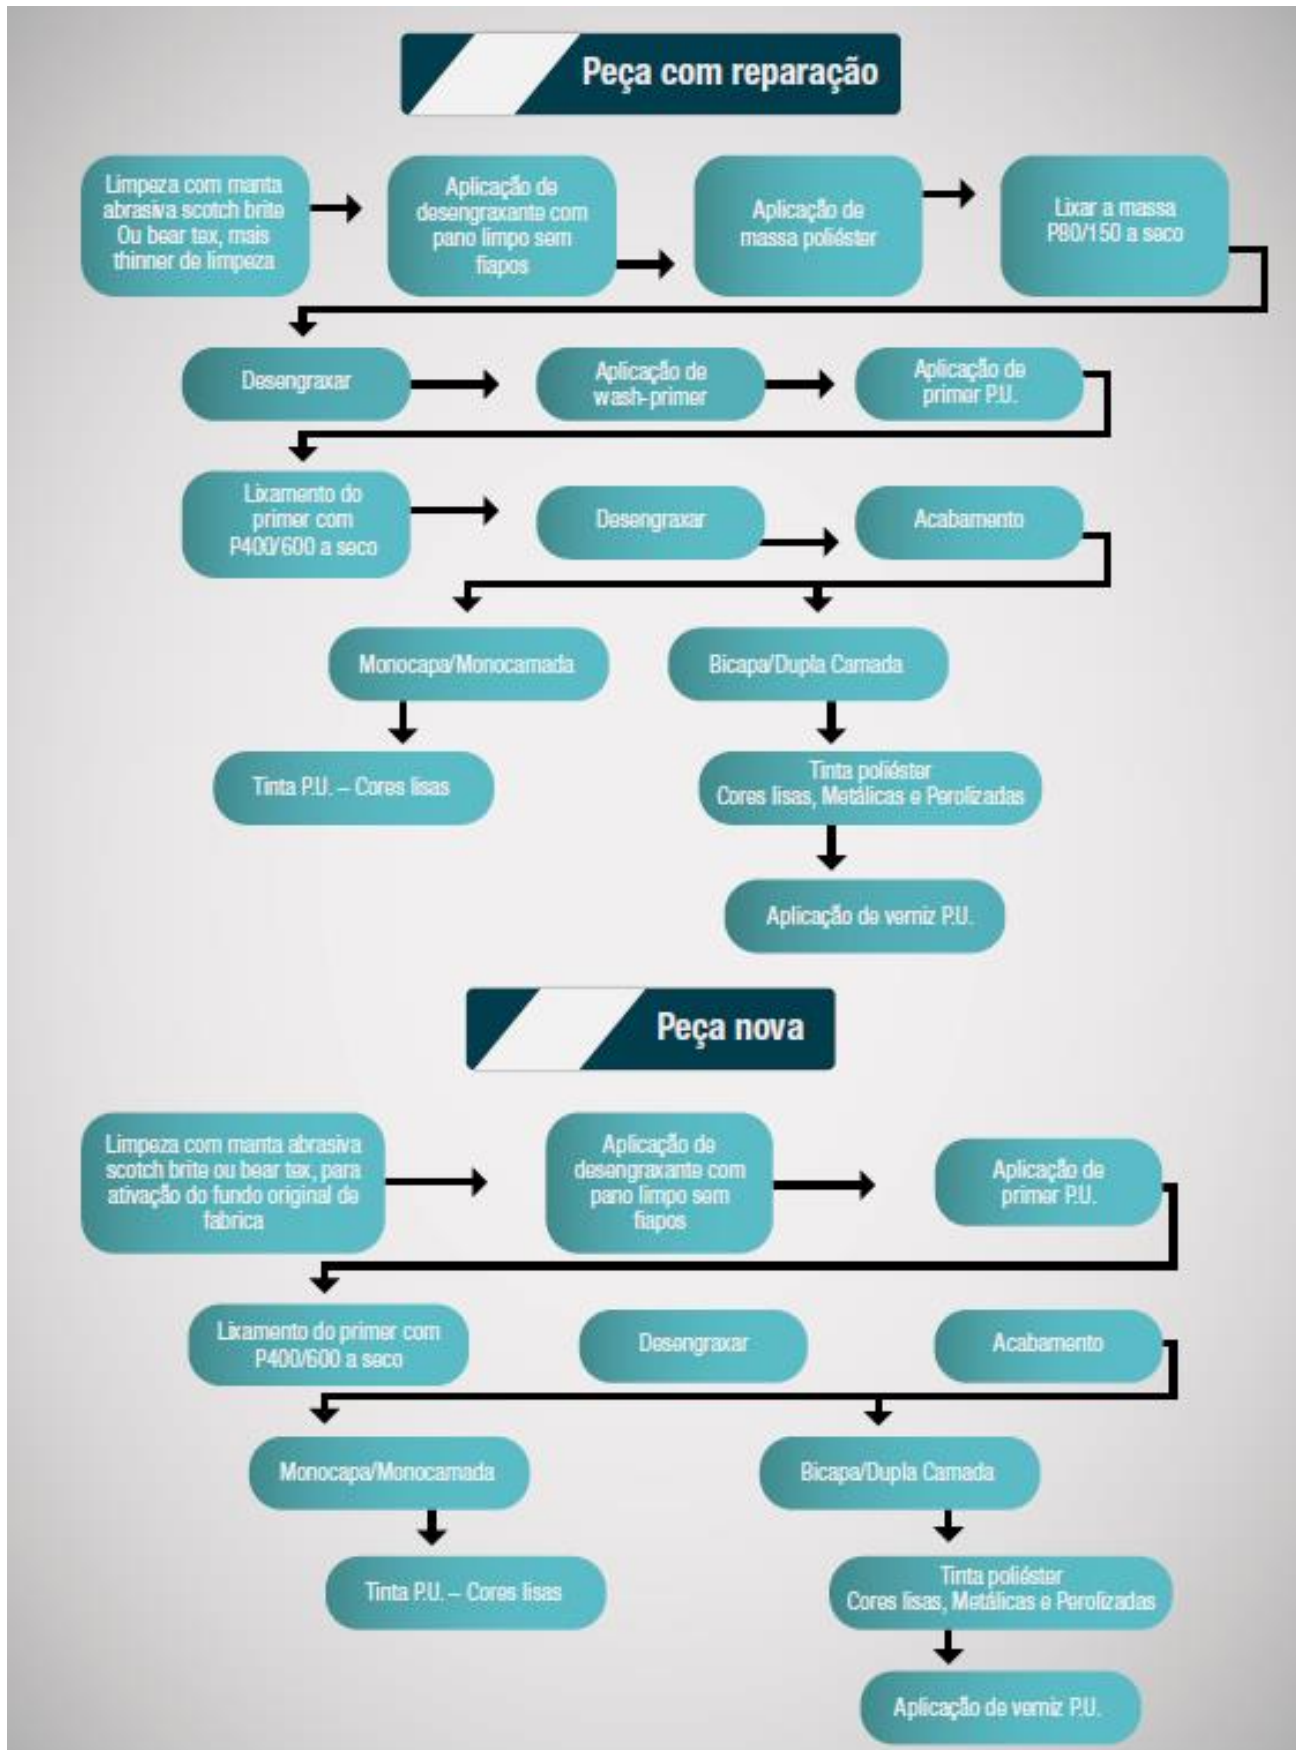 Peça com reparação
Limpeza com manta
abrasiva scotch brite
Ou bear tex, mais
thinner de limpeza
Aplicação de
desengraxante com
pano limpo sem
fiapos
Aplicação de
massa poliéster
Lixar a massa
P80/150 a seco
Desengraxar
Aplicação de
wash-primer
Aplicação de
primer P.U.
Lixamento do
primer com
P400/600 a seco
Desengraxar
Acabamento
Monocapa/Monocamada
Bicapa/Dupla Camada
Tinta P.U. – Cores lisas
Tinta poliéster
Cores lisas, Metálicas e Perolizadas
Aplicação de verniz P.U.
Peça nova
Limpeza com manta abrasiva
scotch brite ou bear tex, para
ativação do fundo original de
fabrica
Aplicação de
desengraxante com
pano limpo sem
fiapos
Aplicação de
primer P.U.
Lixamento do primer com
P400/600 a seco
Desengraxar
Acabamento
Monocapa/Monocamada
Bicapa/Dupla Camada
Tinta P.U. – Cores lisas
Tinta poliéster
Cores lisas, Metálicas e Perolizadas
Aplicação de verniz P.U.